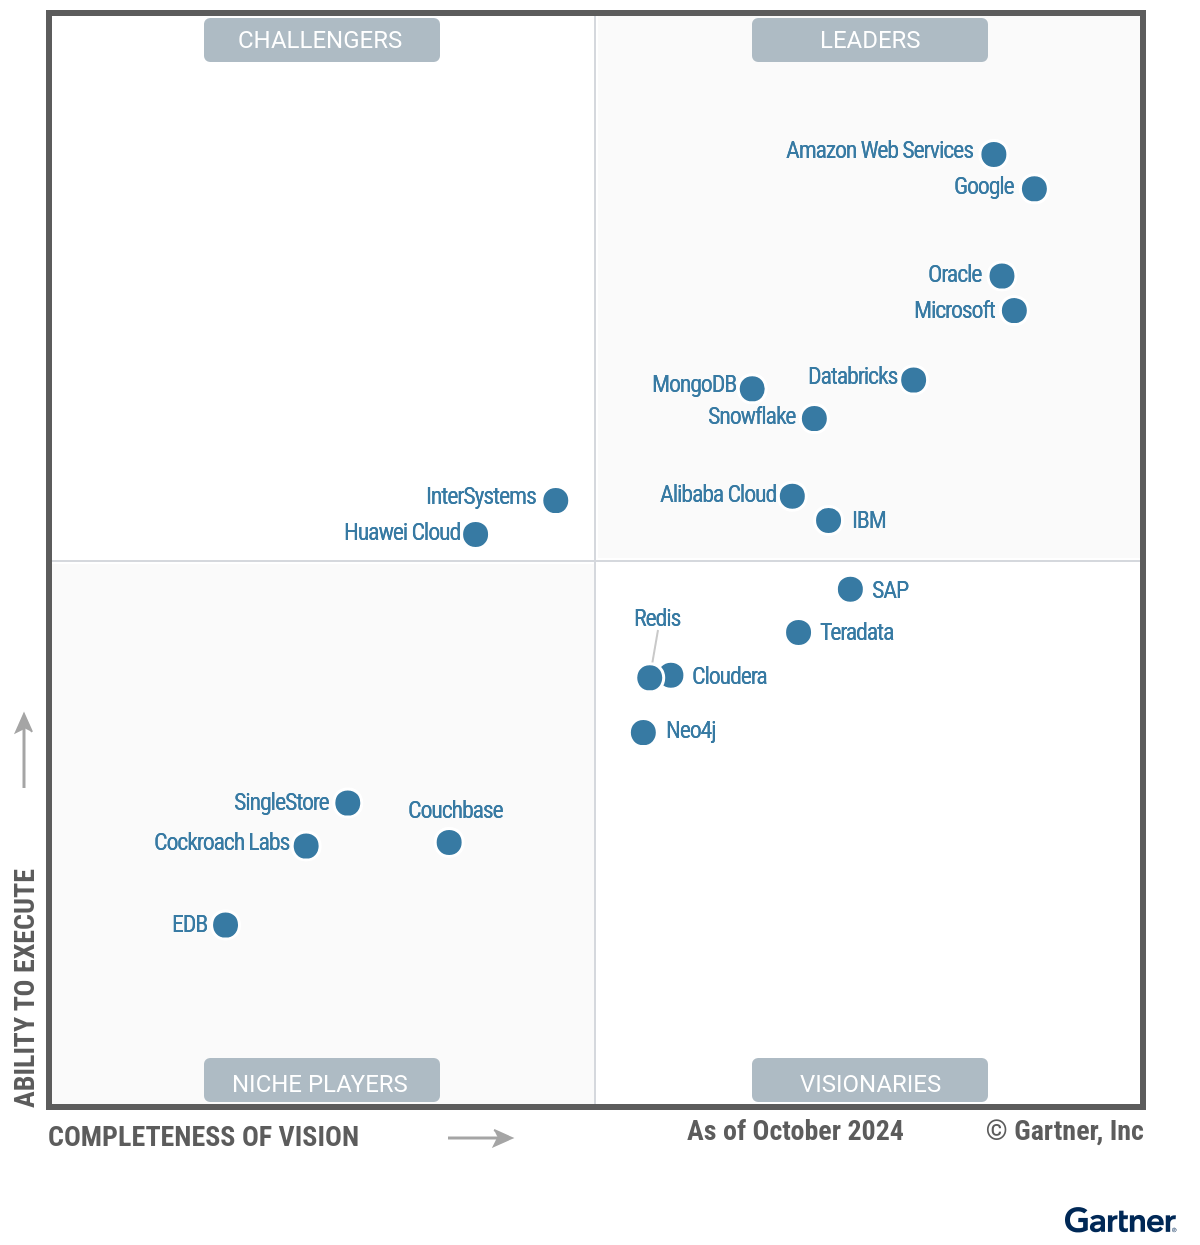 CHALLENGERS
LEADERS
Amazon Web Services
Google
Oracle
Microsoft
Databricks
MongoDB
Snowflake
Alibaba Cloud
InterSystems
IBM
Huawei Cloud
SAP
Redis
Teradata
Cloudera
Neo4j
SingleStore
Couchbase
Cockroach Labs
EDB
NICHE PLAYERS
VISIONARIES
ABILITY TO EXECUTE
COMPLETENESS OF VISION
As of October 2024
© Gartner, Inc
Gartner®